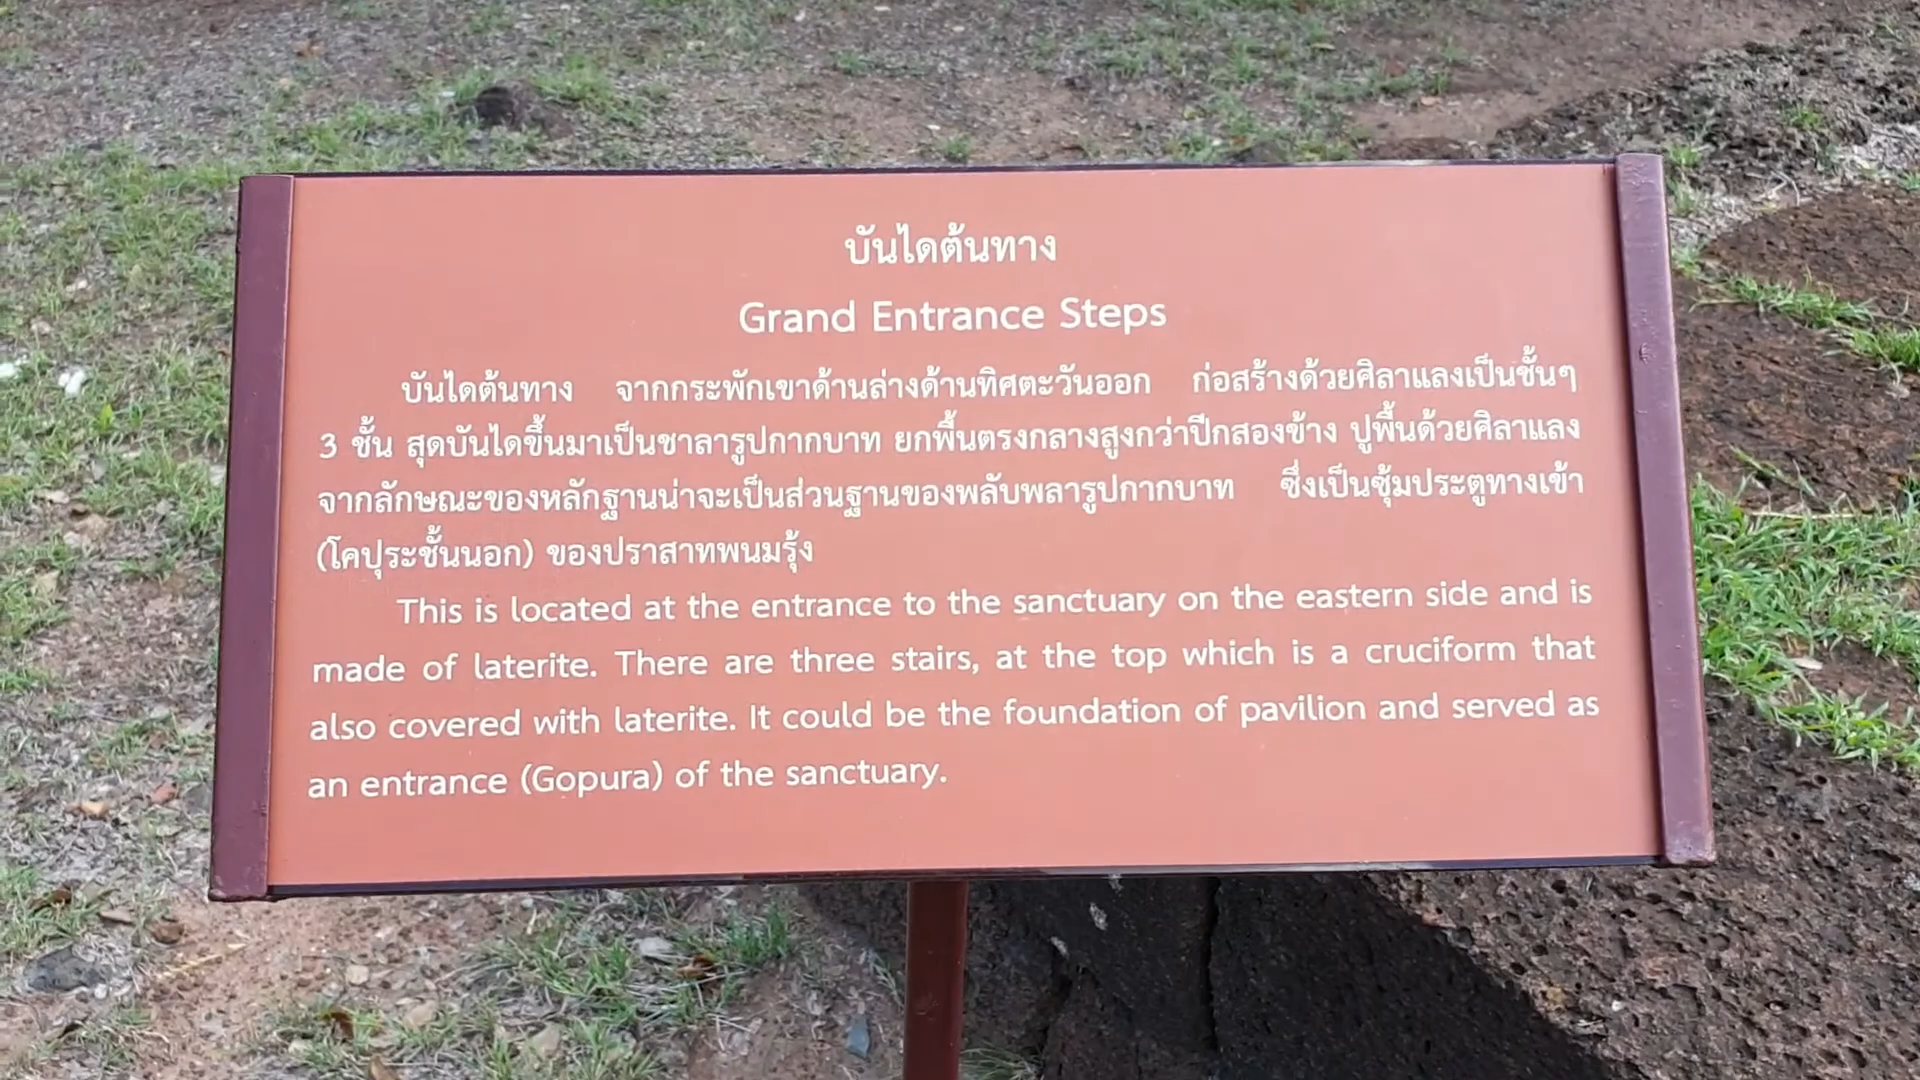 บันไดต้นทาง
Grand Entrance Steps
บันไดต้นทาง จากกระพักเขาด้านล่างด้านทิศตะวันออก ก่อสร้างด้วยศิลาแลงเป็นชั้นๆ
3 ชั้น สุดบันไดขึ้นมาเป็นชาลารูปกากบาท ยกพื้นตรงกลางสูงกว่าปีกสองข้าง ปูพื้นด้วยศิลาแลง
จากลักษณะของหลักฐานน่าจะเป็นส่วนฐานของพลับพลารูปกากบาท ซึ่งเป็นซุ้มประตูทางเข้า
(โคปุระชั้นนอก) ของปราสาทพนมรุ้ง
This is located at the entrance to the sanctuary on the eastern side and is
made of laterite. There are three stairs, at the top which is a cruciform that
also covered with laterite. It could be the foundation of pavilion and served as
an entrance (Gopura) of the sanctuary.